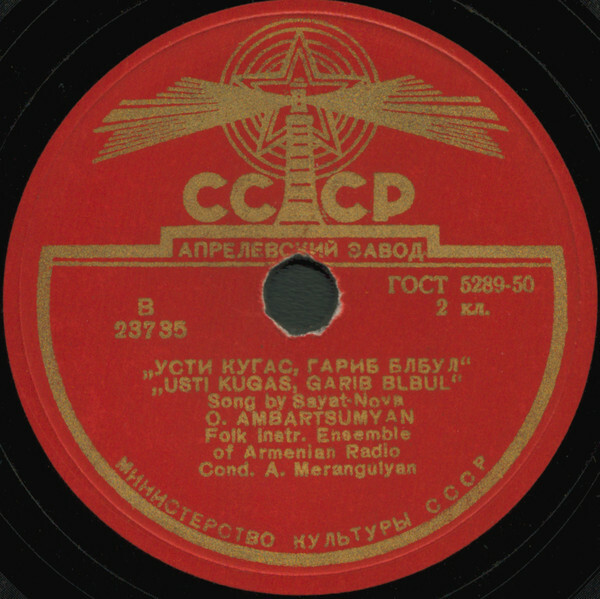 СССР
АПРЕЛЕВСКИЙ ЗАВОД
В
23735
ГОСТ 5289-50
2 кл.
„УСТИ КУГАС, ГАРИБ БЛБУЛ“
„USTI KUGAS, GARIB BLBUL“
Song by Sayat-Nova
O. AMBARTSUMYAN
Folk Instr. Ensemble
of Armenian Radio
Cond. A. Merangulyan
МИНИСТЕРСТВО КУЛЬТУРЫ СССР